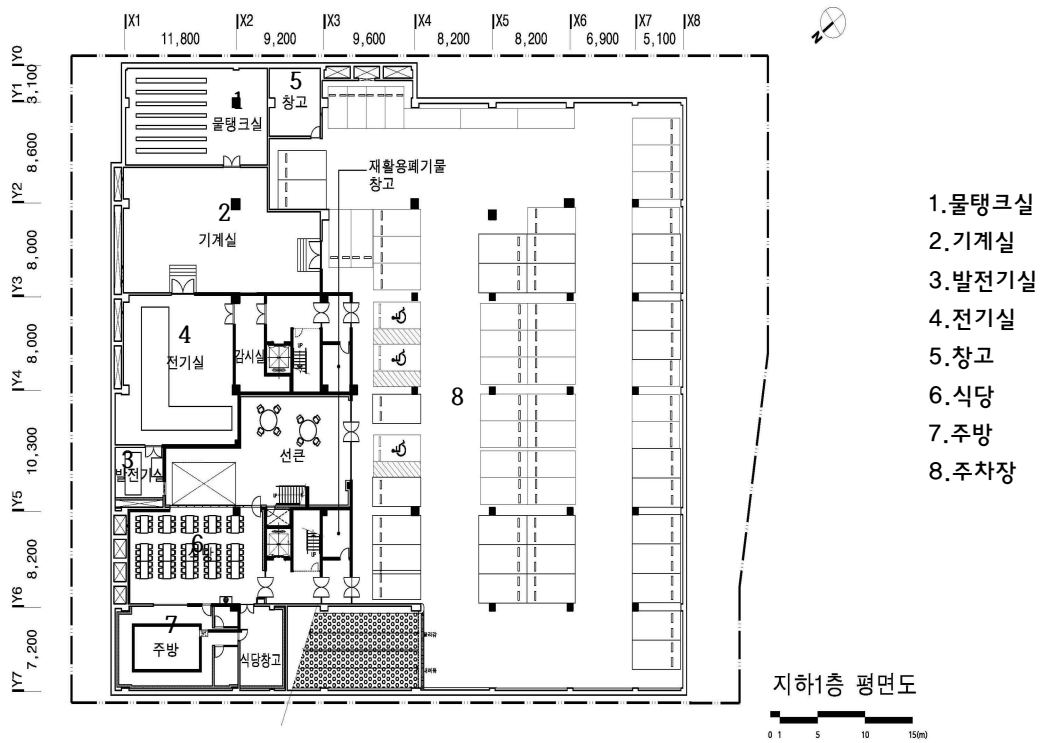 X1 X2 X3 X4 X5 X6 X7 X8
11,800 9,200 9,600 8,200 8,200 6,900 5,100
N
Y0
3,100
Y1
8,600
Y2
8,000
Y3
8,000
Y4
10,300
Y5
8,200
Y6
7,200
Y7
1
물탱크실
5
창고
재활용폐기물
창고
2
기계실
4
전기실
감시실
UP
8
선큰
3
발전기실
UP
6
식당
UP
7
주방
식당창고
1.물탱크실
2.기계실
3.발전기실
4.전기실
5.창고
6.식당
7.주방
8.주차장
지하1층 평면도
0 1 5 10 15(m)